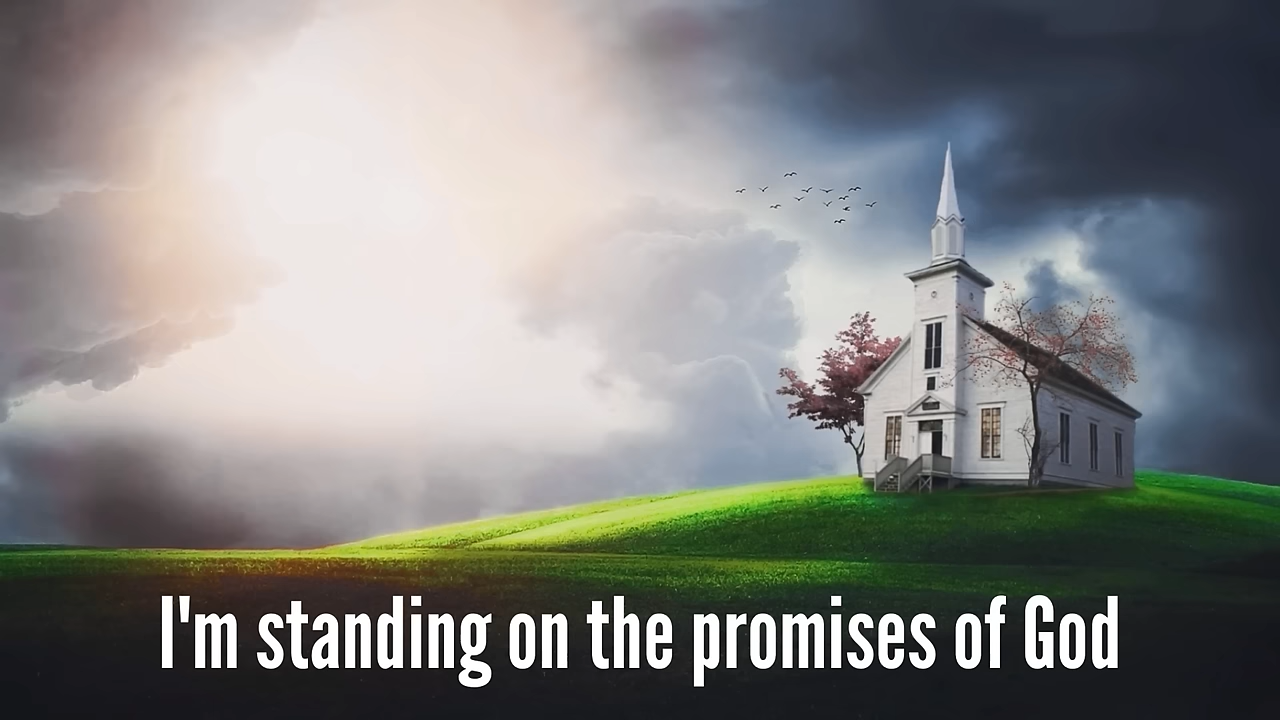 I'm standing on the promises of God